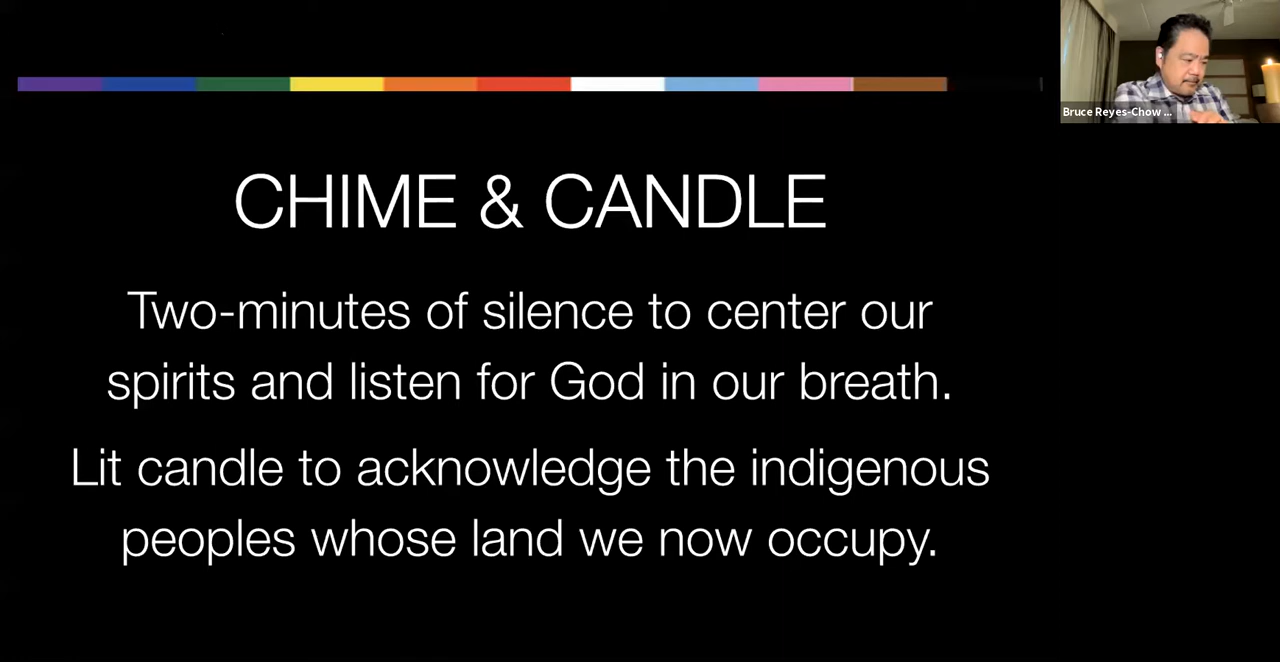 Bruce Reyes-Chow ...
CHIME & CANDLE
Two-minutes of silence to center our
spirits and listen for God in our breath.
Lit candle to acknowledge the indigenous
peoples whose land we now occupy.